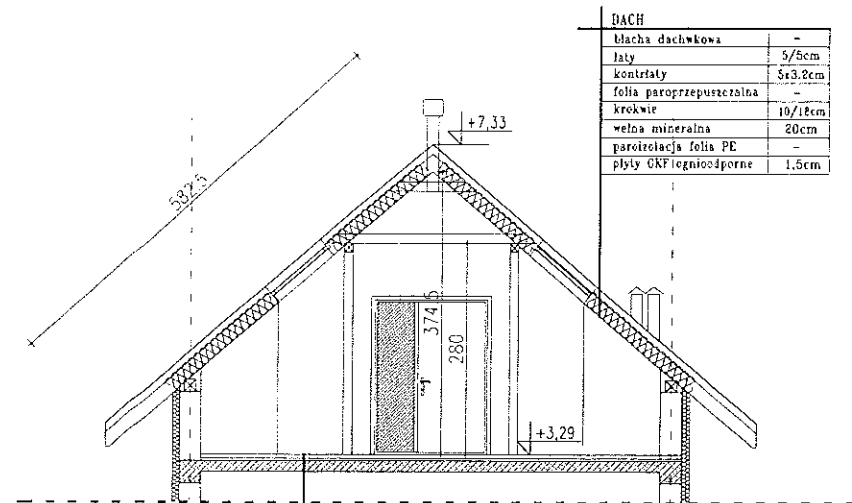 DACH
blacha dachwkowa -
łaty 5/5cm
kontrłaty 5x3.2cm
folia paroprzepuszczalna -
krokwie 10/18cm
wełna mineralna 20cm
paroizolacja folia PE -
płyty GKF(ognioodporne 1,5cm
+7,33
582.5
374.5
280
+3,29